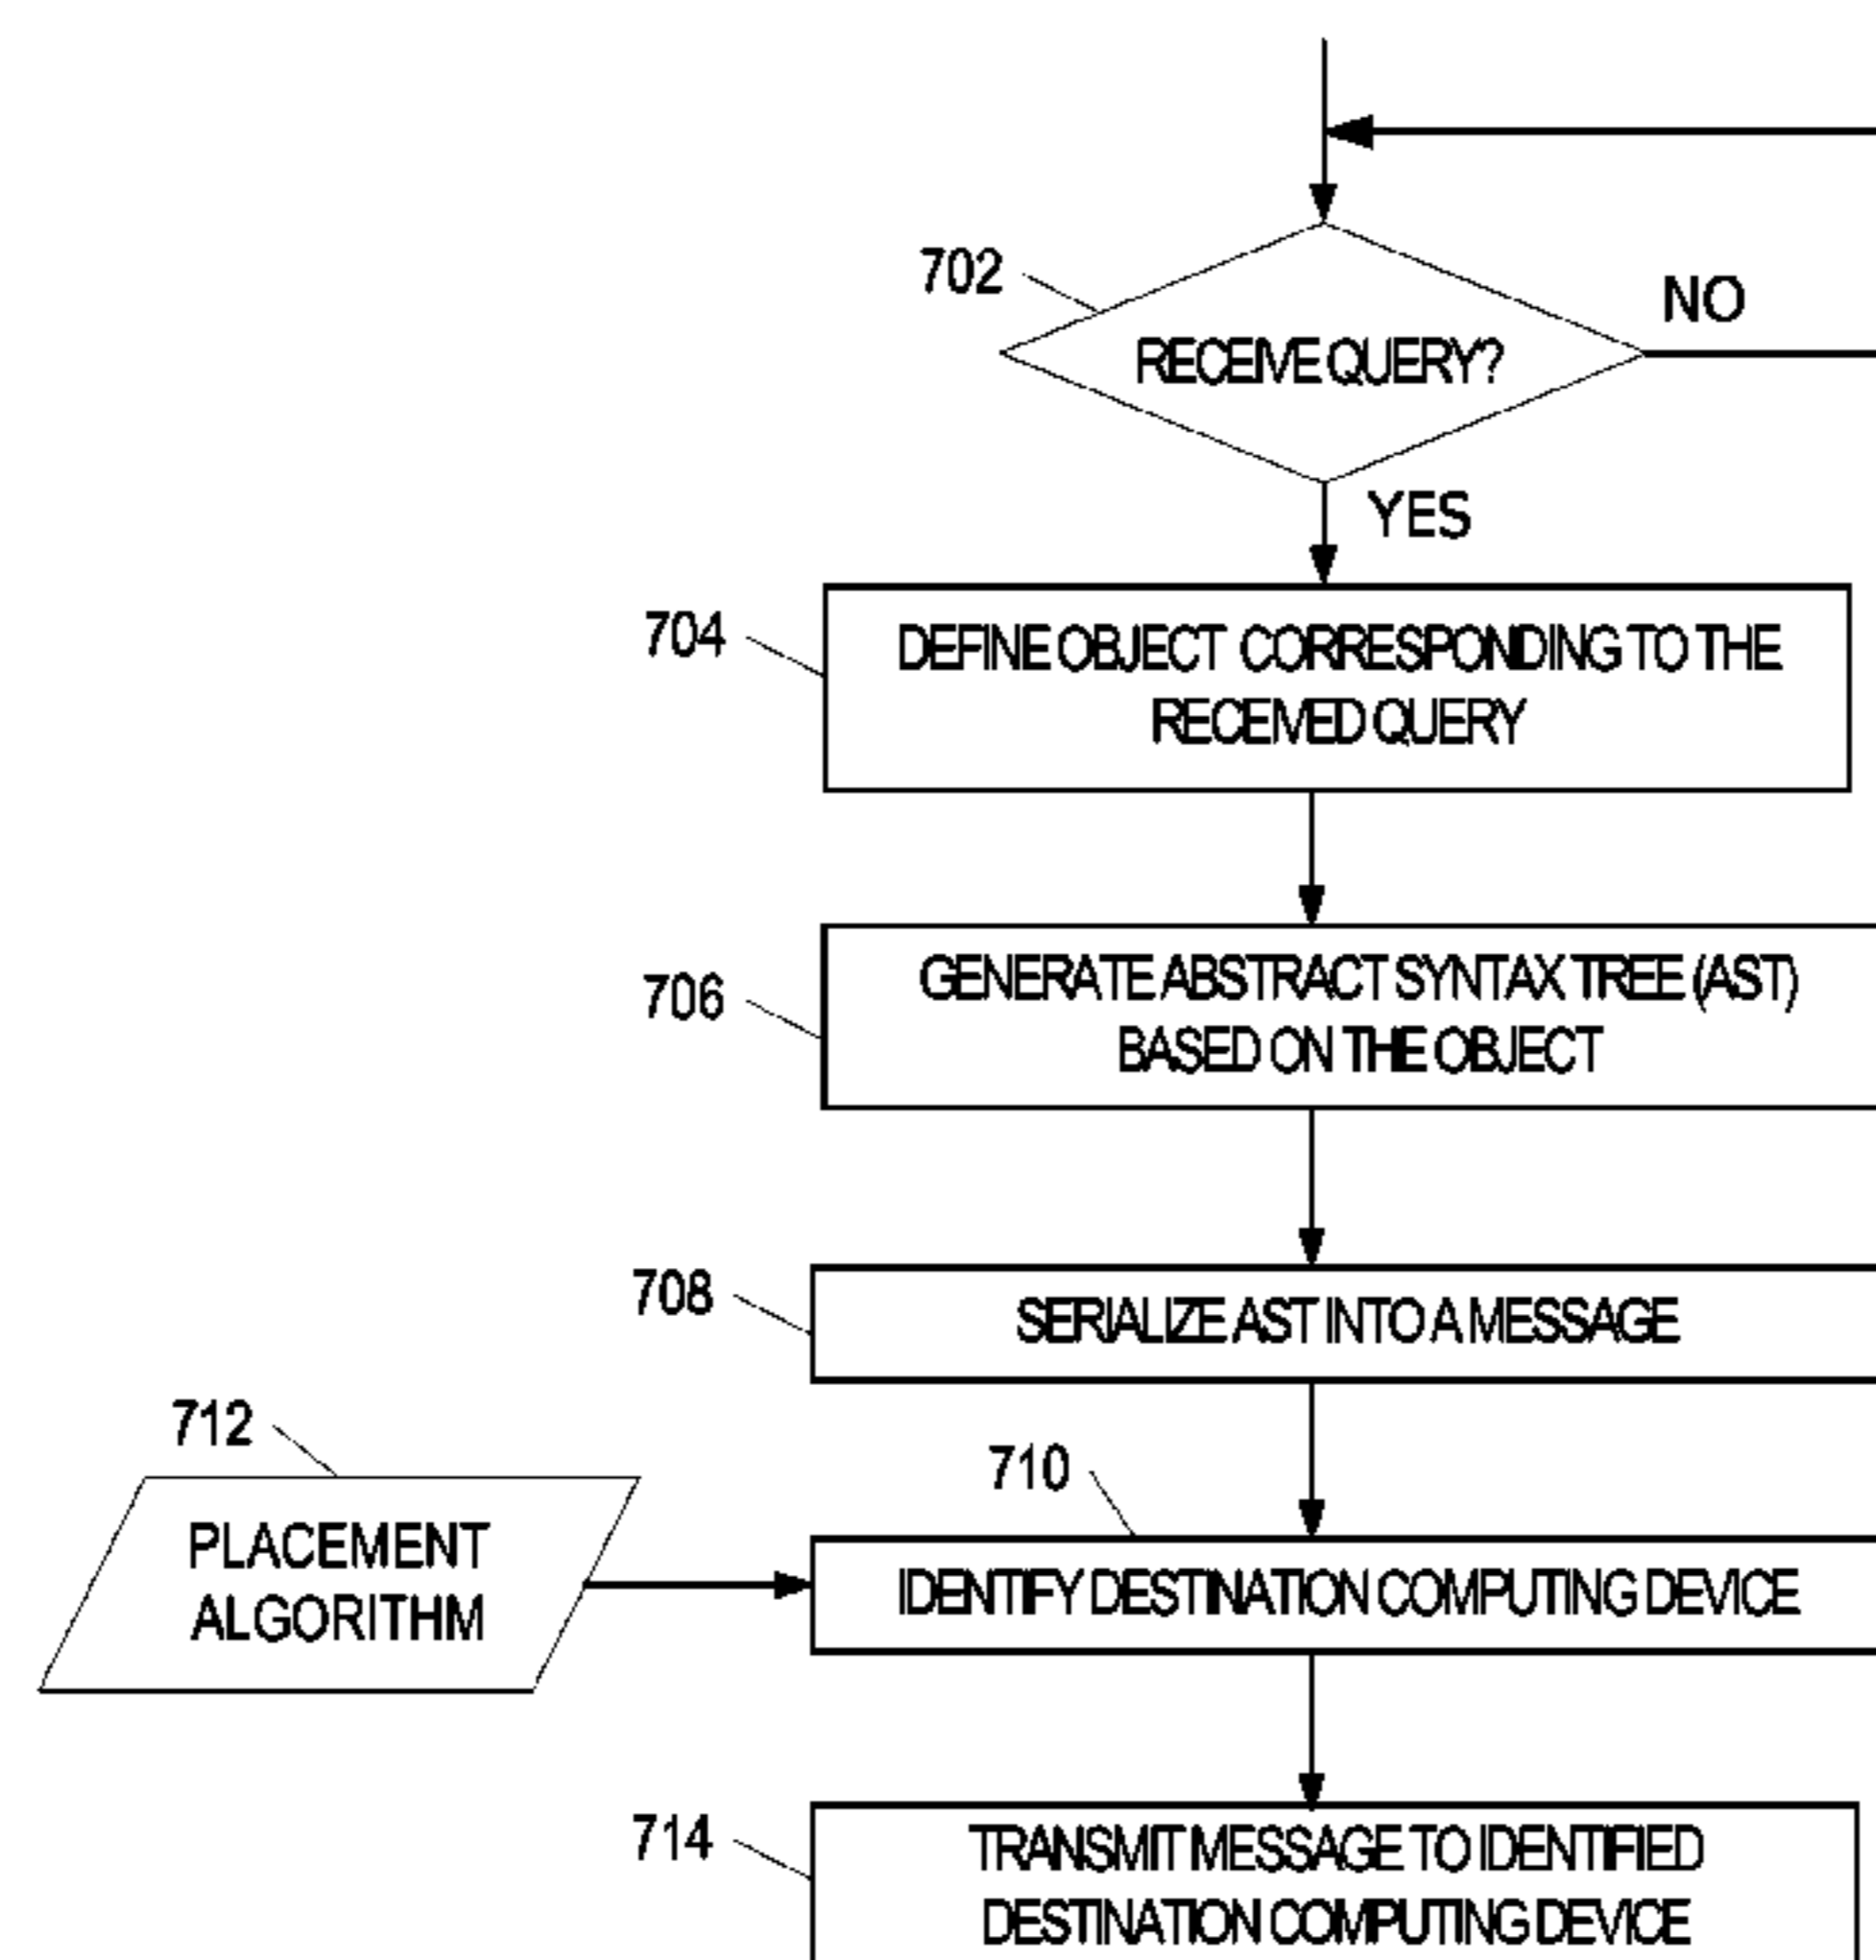 702
RECEIVE QUERY?
NO
YES
704
DEFINE OBJECT CORRESPONDING TO THE
RECEIVED QUERY
706
GENERATE ABSTRACT SYNTAX TREE (AST)
BASED ON THE OBJECT
708
SERIALIZE AST INTO A MESSAGE
712
PLACEMENT
ALGORITHM
710
IDENTIFY DESTINATION COMPUTING DEVICE
714
TRANSMIT MESSAGE TO IDENTIFIED
DESTINATION COMPUTING DEVICE